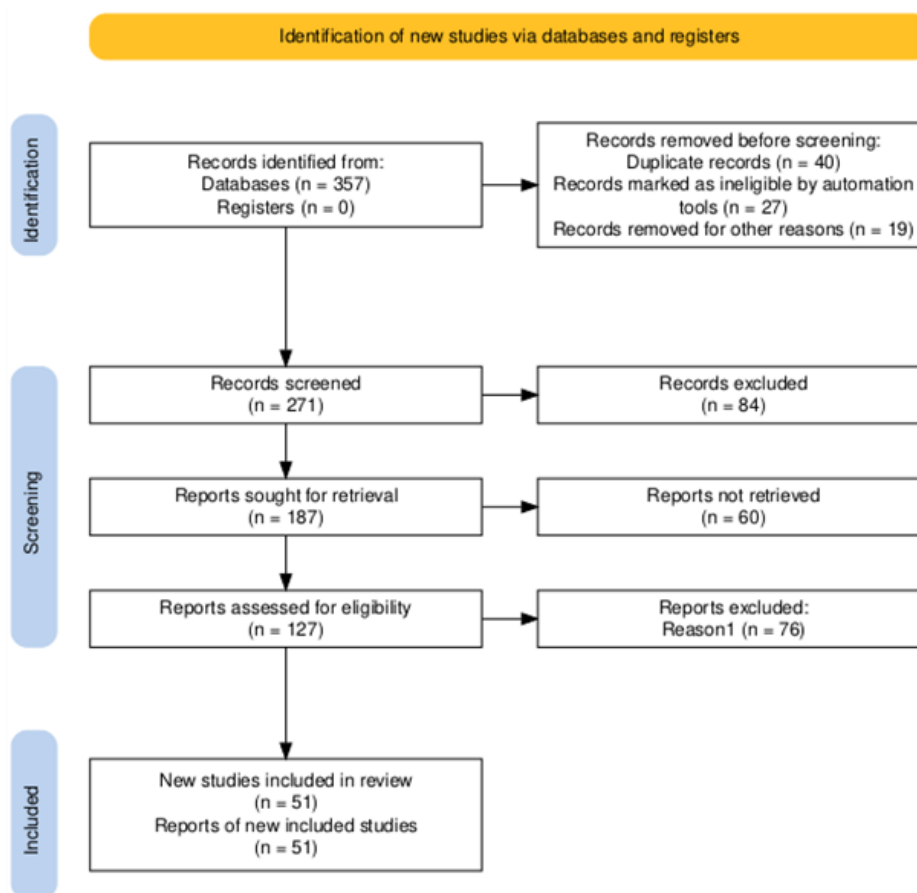 Identification of new studies via databases and registers
Identification
Records identified from:
Databases (n = 357)
Registers (n = 0)
Records removed before screening:
Duplicate records (n = 40)
Records marked as ineligible by automation
tools (n = 27)
Records removed for other reasons (n = 19)
Screening
Records screened
(n = 271)
Records excluded
(n = 84)
Reports sought for retrieval
(n = 187)
Reports not retrieved
(n = 60)
Reports assessed for eligibility
(n = 127)
Reports excluded:
Reason1 (n = 76)
Included
New studies included in review
(n = 51)
Reports of new included studies
(n = 51)